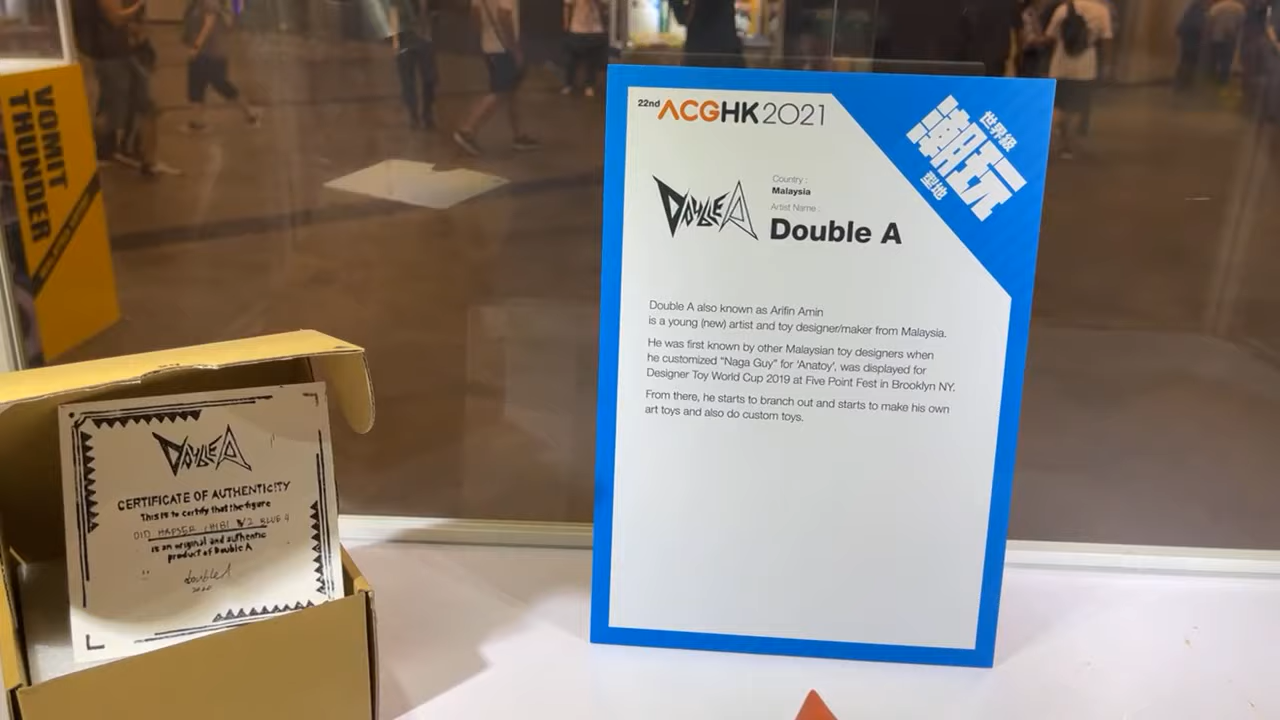 VOMIT
THUNDER
22nd ACGHK2021
世界級
潮玩
型地
DOUBLE A
Country :
Malaysia
Artist Name :
Double A
Double A also known as Arifin Amin
is a young (new) artist and toy designer/maker from Malaysia.
He was first known by other Malaysian toy designers when
he customized "Naga Guy" for 'Anatoy', was displayed for
Designer Toy World Cup 2019 at Five Point Fest in Brooklyn NY.
From there, he starts to branch out and starts to make his own
art toys and also do custom toys.
DOUBLE A
CERTIFICATE OF AUTHENTICITY
This is to certify that the figure
is an original and authentic
product of Double A
doubleA
2020